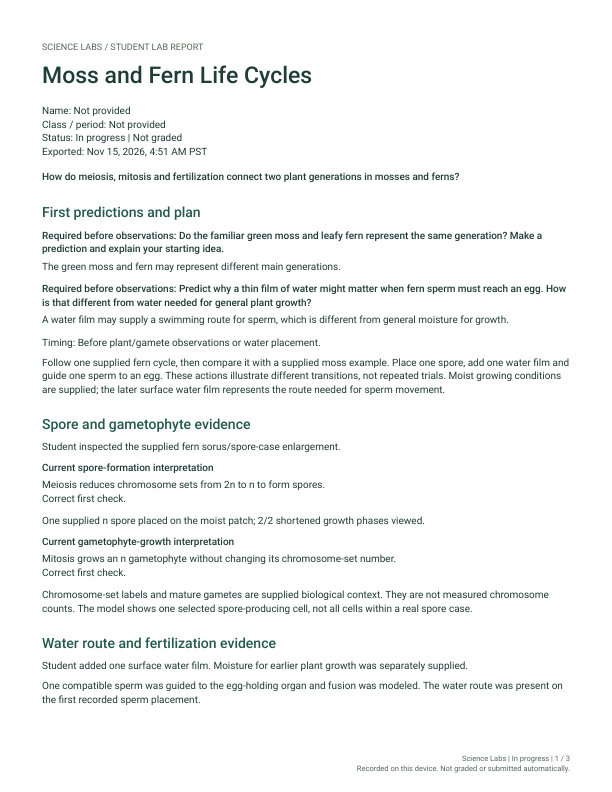 SCIENCE LABS / STUDENT LAB REPORT
Moss and Fern Life Cycles
Name: Not provided
Class / period: Not provided
Status: In progress | Not graded
Exported: Nov 15, 2026, 4:51 AM PST
How do meiosis, mitosis and fertilization connect two plant generations in mosses and ferns?
First predictions and plan
Required before observations: Do the familiar green moss and leafy fern represent the same generation? Make a
prediction and explain your starting idea.
The green moss and fern may represent different main generations.
Required before observations: Predict why a thin film of water might matter when fern sperm must reach an egg. How
is that different from water needed for general plant growth?
A water film may supply a swimming route for sperm, which is different from general moisture for growth.
Timing: Before plant/gamete observations or water placement.
Follow one supplied fern cycle, then compare it with a supplied moss example. Place one spore, add one water film and
guide one sperm to an egg. These actions illustrate different transitions, not repeated trials. Moist growing conditions
are supplied; the later surface water film represents the route needed for sperm movement.
Spore and gametophyte evidence
Student inspected the supplied fern sorus/spore-case enlargement.
Current spore-formation interpretation
Meiosis reduces chromosome sets from 2n to n to form spores.
Correct first check.
One supplied n spore placed on the moist patch; 2/2 shortened growth phases viewed.
Current gametophyte-growth interpretation
Mitosis grows an n gametophyte without changing its chromosome-set number.
Correct first check.
Chromosome-set labels and mature gametes are supplied biological context. They are not measured chromosome
counts. The model shows one selected spore-producing cell, not all cells within a real spore case.
Water route and fertilization evidence
Student added one surface water film. Moisture for earlier plant growth was separately supplied.
One compatible sperm was guided to the egg-holding organ and fusion was modeled. The water route was present on
the first recorded sperm placement.
Science Labs | In progress | 1 / 3
Recorded on this device. Not graded or submitted automatically.